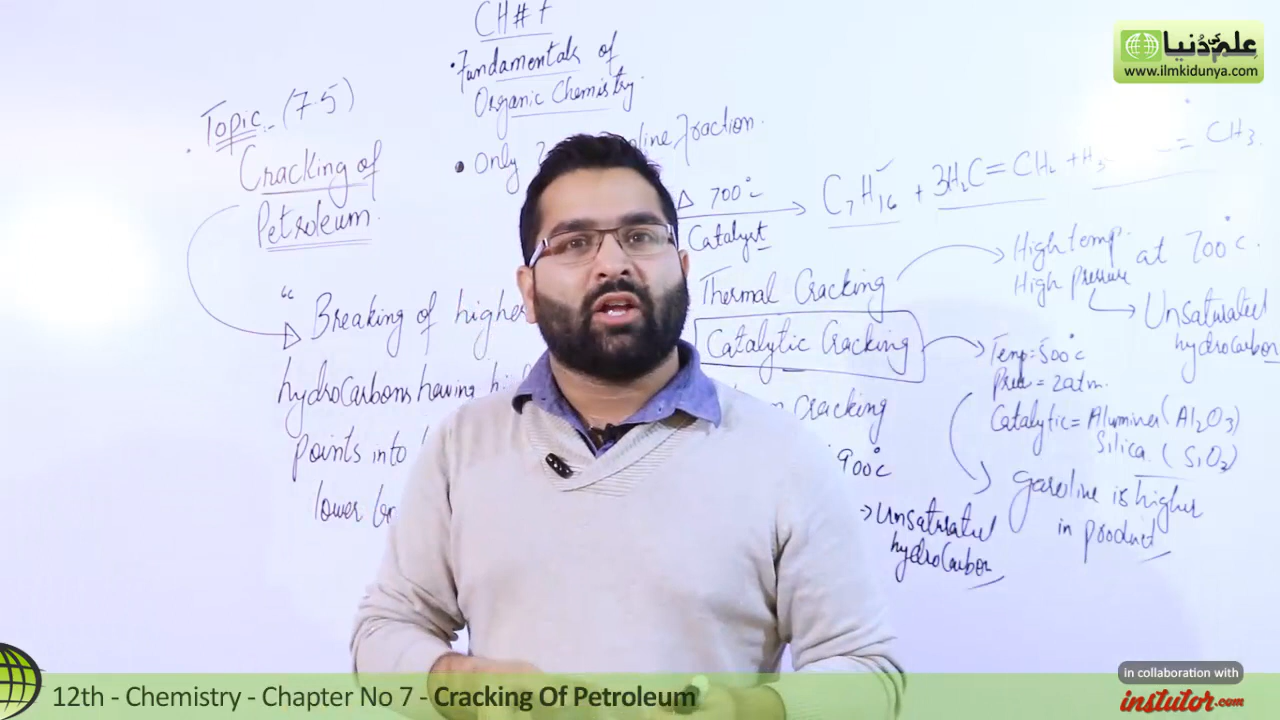 CH# 7
• Fundamentals of
Organic Chemistry.
Topic:- (7.5)
Cracking of
Petroleum.
• Only
Fraction.
Δ 700°c
Catalyst
C7H16 + 3H2C = CH2 +
= CH3.
" Breaking of higher
hydrocarbons having
points into
lower
Thermal Cracking
High temp.
High pressure
at 700°c.
Unsaturated
hydrocarbon
Catalytic Cracking
Temp = 500°c
= 2atm.
Catalytic = Alumina (Al2O3)
Silica. (SiO2)
gasoline is higher
in product
cracking
900°c
Unsaturated
hydrocarbon
علم کی دُنیا
www.ilmkidunya.com
12th - Chemistry - Chapter No 7 - Cracking Of Petroleum
in collaboration with
instutor.com